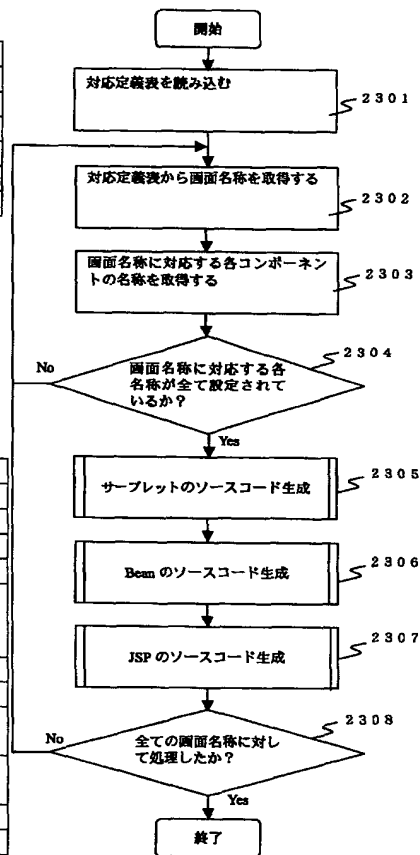 開始
対応定義表を読み込む
2301
対応定義表から画面名称を取得する
2302
画面名称に対応する各コンポーネン
トの名称を取得する
2303
画面名称に対応する各
名称が全て設定されて
いるか?
2304
No
Yes
サーブレットのソースコード生成
2305
Bean のソースコード生成
2306
JSP のソースコード生成
2307
全ての画面名称に対し
て処理したか?
2308
No
Yes
終了